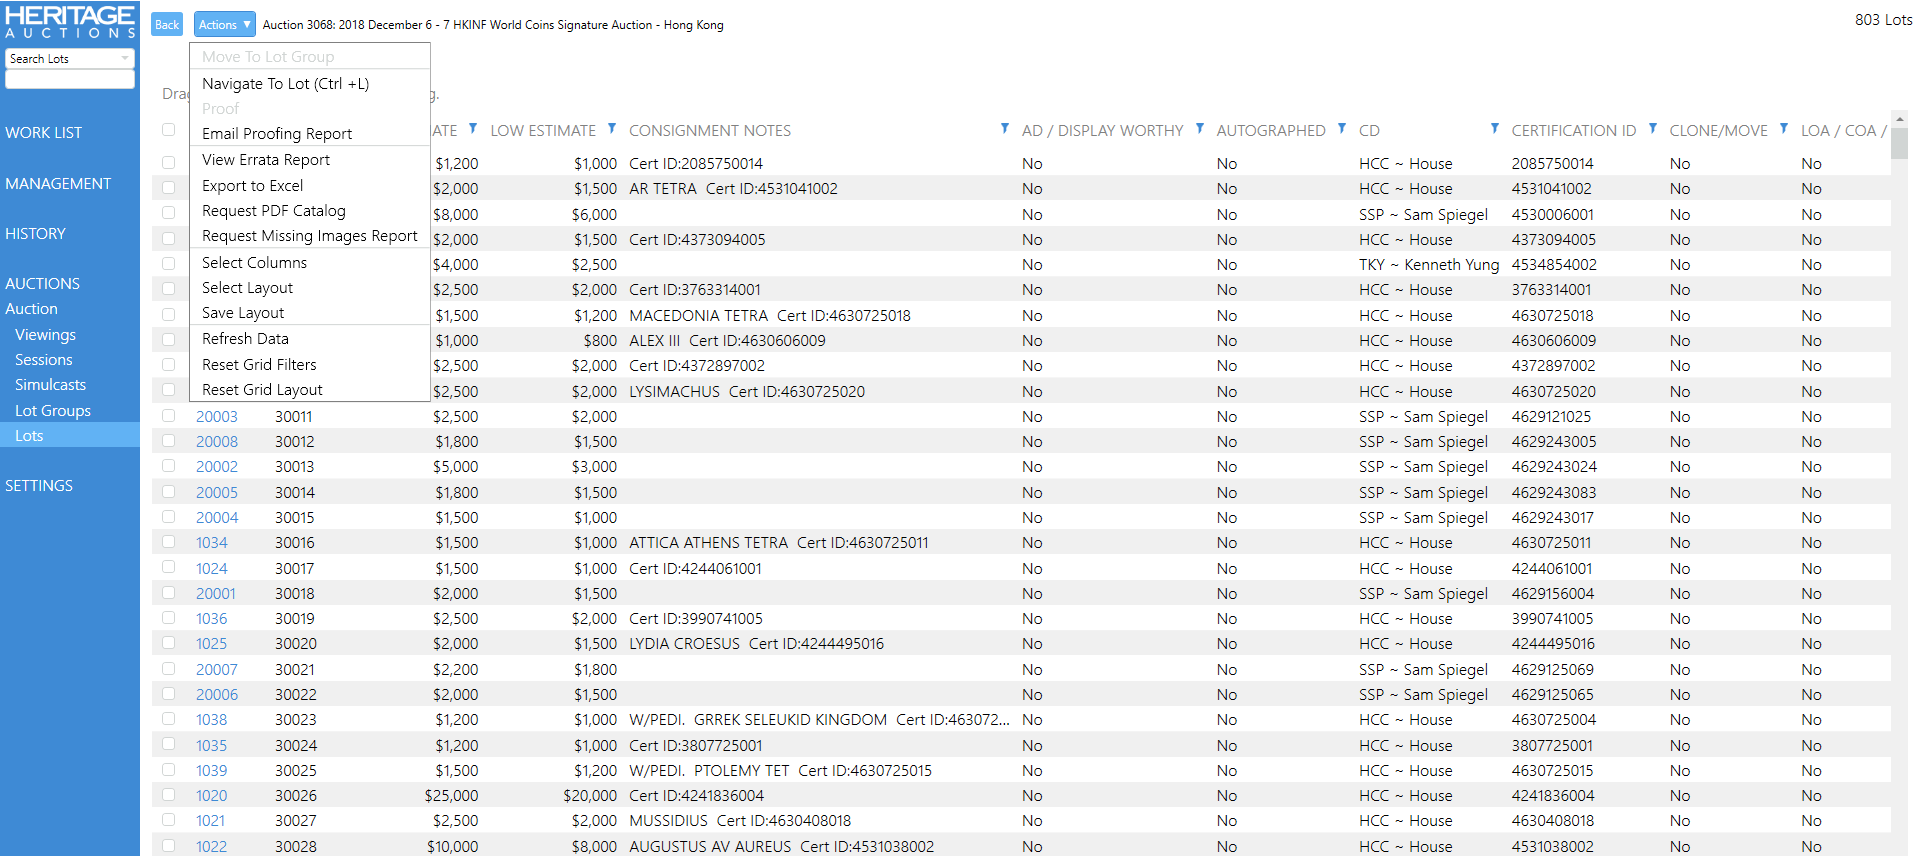 HERITAGE
AUCTIONS
Search Lots
WORK LIST
MANAGEMENT
HISTORY
AUCTIONS
Auction
Viewings
Sessions
Simulcasts
Lot Groups
Lots
SETTINGS
Back Actions ▼ Auction 3068: 2018 December 6 - 7 HKINF World Coins Signature Auction - Hong Kong 803 Lots
Move To Lot Group
Navigate To Lot (Ctrl +L)
Proof
Email Proofing Report
View Errata Report
Export to Excel
Request PDF Catalog
Request Missing Images Report
Select Columns
Select Layout
Save Layout
Refresh Data
Reset Grid Filters
Reset Grid Layout
Drag g.
ATE LOW ESTIMATE CONSIGNMENT NOTES AD / DISPLAY WORTHY AUTOGRAPHED CD CERTIFICATION ID CLONE/MOVE LOA / COA /
$1,200 $1,000 Cert ID:2085750014 No No HCC ~ House 2085750014 No No
$2,000 $1,500 AR TETRA Cert ID:4531041002 No No HCC ~ House 4531041002 No No
$8,000 $6,000 No No SSP ~ Sam Spiegel 4530006001 No No
$2,000 $1,500 Cert ID:4373094005 No No HCC ~ House 4373094005 No No
$4,000 $2,500 No No TKY ~ Kenneth Yung 4534854002 No No
$2,500 $2,000 Cert ID:3763314001 No No HCC ~ House 3763314001 No No
$1,500 $1,200 MACEDONIA TETRA Cert ID:4630725018 No No HCC ~ House 4630725018 No No
$1,000 $800 ALEX III Cert ID:4630606009 No No HCC ~ House 4630606009 No No
$2,500 $2,000 Cert ID:4372897002 No No HCC ~ House 4372897002 No No
$2,500 $2,000 LYSIMACHUS Cert ID:4630725020 No No HCC ~ House 4630725020 No No
20003 30011 $2,500 $2,000 No No SSP ~ Sam Spiegel 4629121025 No No
20008 30012 $1,800 $1,500 No No SSP ~ Sam Spiegel 4629243005 No No
20002 30013 $5,000 $3,000 No No SSP ~ Sam Spiegel 4629243024 No No
20005 30014 $1,800 $1,500 No No SSP ~ Sam Spiegel 4629243083 No No
20004 30015 $1,500 $1,000 No No SSP ~ Sam Spiegel 4629243017 No No
1034 30016 $1,500 $1,000 ATTICA ATHENS TETRA Cert ID:4630725011 No No HCC ~ House 4630725011 No No
1024 30017 $1,500 $1,000 Cert ID:4244061001 No No HCC ~ House 4244061001 No No
20001 30018 $2,000 $1,500 No No SSP ~ Sam Spiegel 4629156004 No No
1036 30019 $2,500 $2,000 Cert ID:3990741005 No No HCC ~ House 3990741005 No No
1025 30020 $2,000 $1,500 LYDIA CROESUS Cert ID:4244495016 No No HCC ~ House 4244495016 No No
20007 30021 $2,200 $1,800 No No SSP ~ Sam Spiegel 4629125069 No No
20006 30022 $2,000 $1,500 No No SSP ~ Sam Spiegel 4629125065 No No
1038 30023 $1,200 $1,000 W/PEDI. GRREK SELEUKID KINGDOM Cert ID:463072... No No HCC ~ House 4630725004 No No
1035 30024 $1,200 $1,000 Cert ID:3807725001 No No HCC ~ House 3807725001 No No
1039 30025 $1,500 $1,200 W/PEDI. PTOLEMY TET Cert ID:4630725015 No No HCC ~ House 4630725015 No No
1020 30026 $25,000 $20,000 Cert ID:4241836004 No No HCC ~ House 4241836004 No No
1021 30027 $2,500 $2,000 MUSSIDIUS Cert ID:4630408018 No No HCC ~ House 4630408018 No No
1022 30028 $10,000 $8,000 AUGUSTUS AV AUREUS Cert ID:4531038002 No No HCC ~ House 4531038002 No No